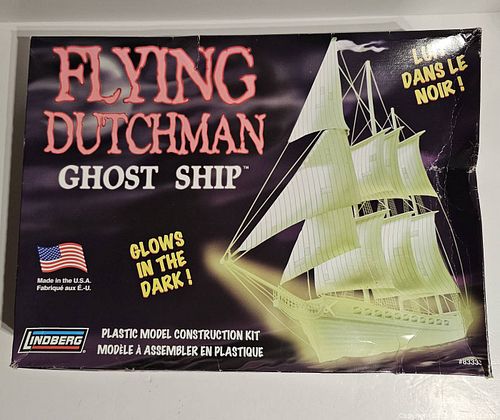 FLYING
DUTCHMAN
GHOST SHIP™
DANS LE
NOIR!
GLOWS
IN THE
DARK!
Made in the U.S.A.
Fabriqué aux É.-U.
LINDBERG
PLASTIC MODEL CONSTRUCTION KIT
MODÈLE À ASSEMBLER EN PLASTIQUE